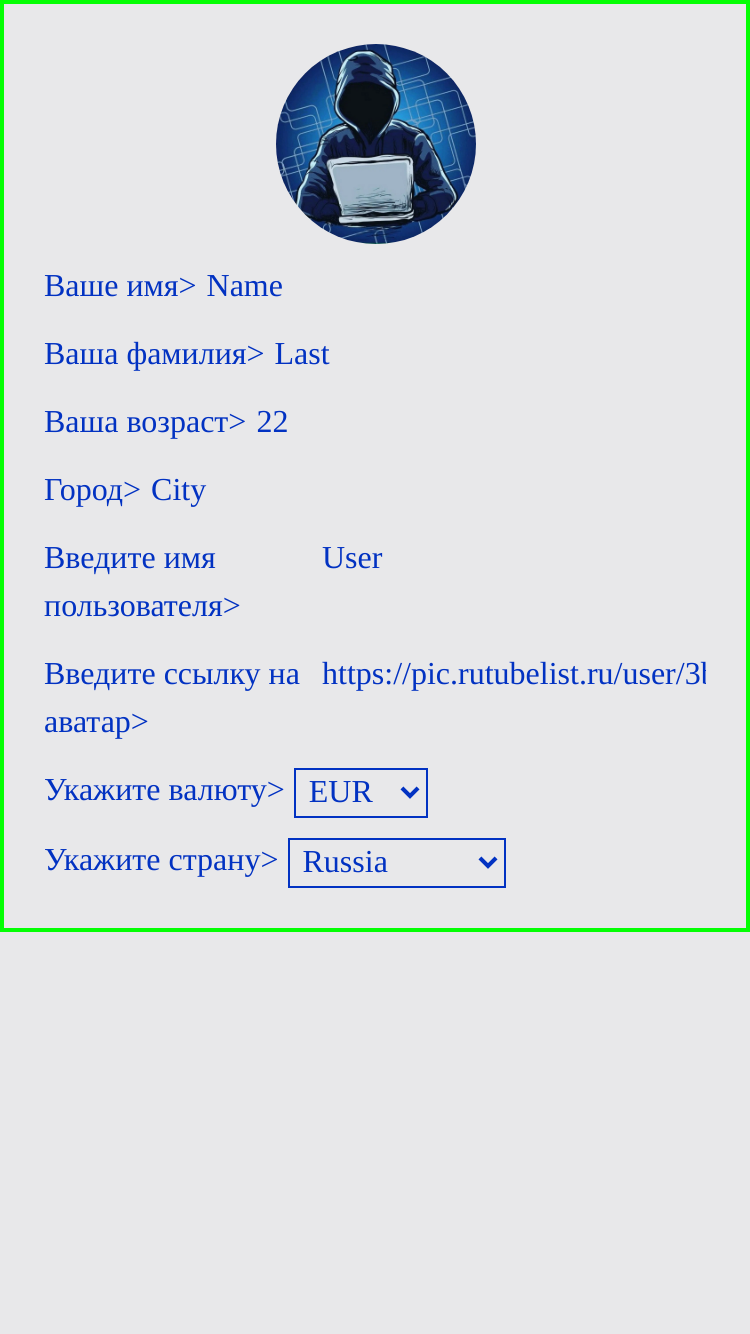 Ваше имя> Name
Ваша фамилия> Last
Ваша возраст> 22
Город> City
Введите имя User
пользователя>
Введите ссылку на https://pic.rutubelist.ru/user/3
аватар>
Укажите валюту> EUR
Укажите страну> Russia